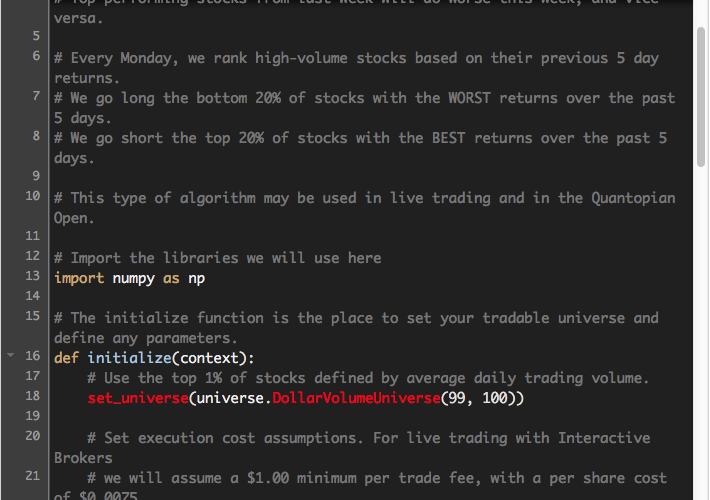 # Top performing stocks from last week will do worse this week, and vice
versa.
5
6 # Every Monday, we rank high-volume stocks based on their previous 5 day
returns.
7 # We go long the bottom 20% of stocks with the WORST returns over the past
5 days.
8 # We go short the top 20% of stocks with the BEST returns over the past 5
days.
9
10 # This type of algorithm may be used in live trading and in the Quantopian
Open.
11
12 # Import the libraries we will use here
13 import numpy as np
14
15 # The initialize function is the place to set your tradable universe and
define any parameters.
16 def initialize(context):
17 # Use the top 1% of stocks defined by average daily trading volume.
18 set_universe(universe.DollarVolumeUniverse(99, 100))
19
20 # Set execution cost assumptions. For live trading with Interactive
Brokers
21 # we will assume a $1.00 minimum per trade fee, with a per share cost
of $0.0075